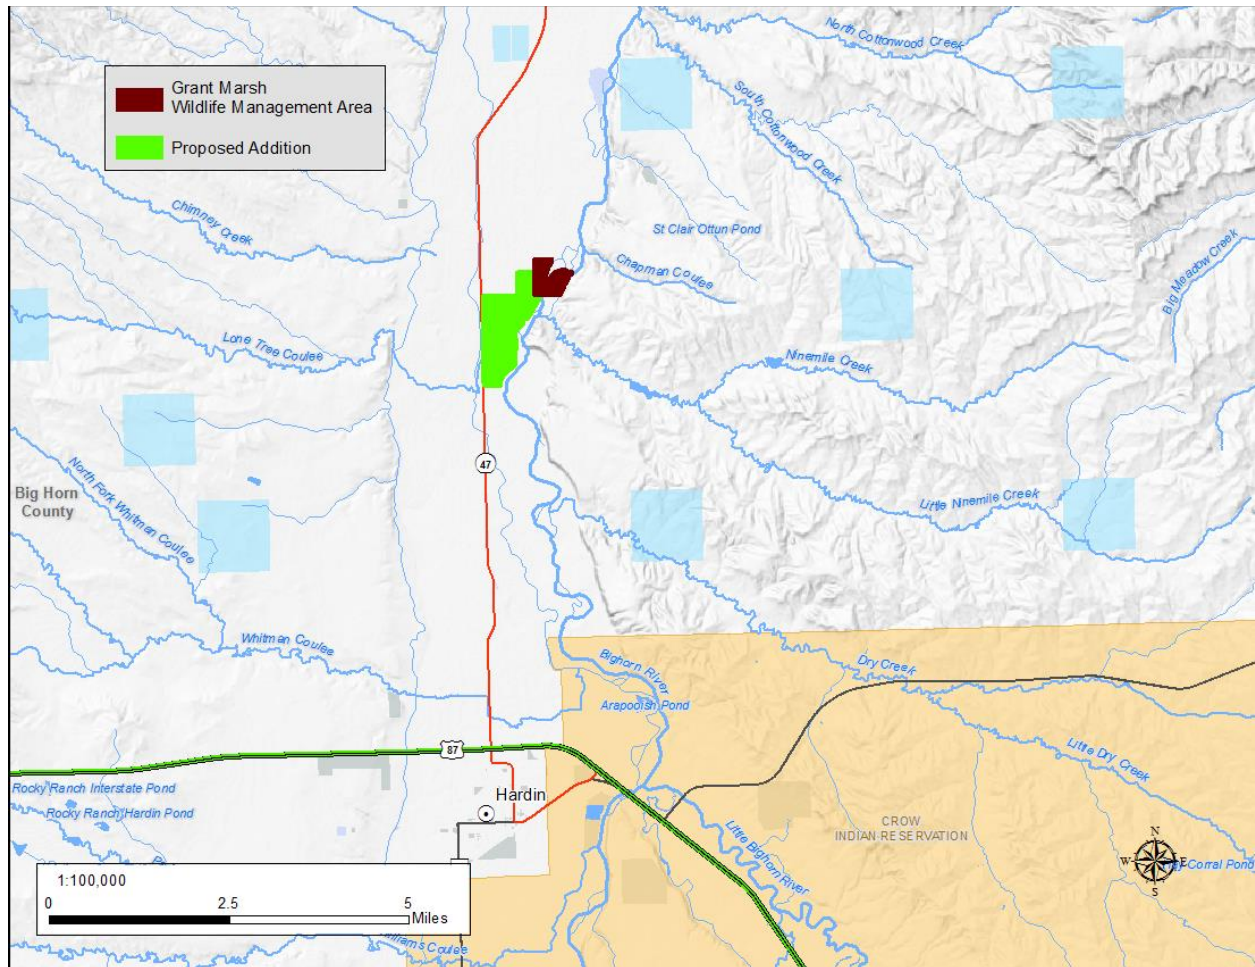 North Cottonwood Creek
Grant Marsh
Wildlife Management Area
Proposed Addition
South Cottonwood Creek
Chimney Creek
St Clair Ottun Pond
Chapman Coulee
Big Meadow Creek
Lone Tree Coulee
Ninemile Creek
47
North Fork Whitman Coulee
Big Horn
County
Little Ninemile Creek
Whitman Coulee
Bighorn River
Dry Creek
Arapooish Pond
87
Little Dry Creek
Rocky Ranch Interstate Pond
Hardin
Rocky Ranch Hardin Pond
CROW
INDIAN RESERVATION
Little Bighorn River
N
W E
S
Corral Pond
1:100,000
0 2.5 5
Miles
Coulee